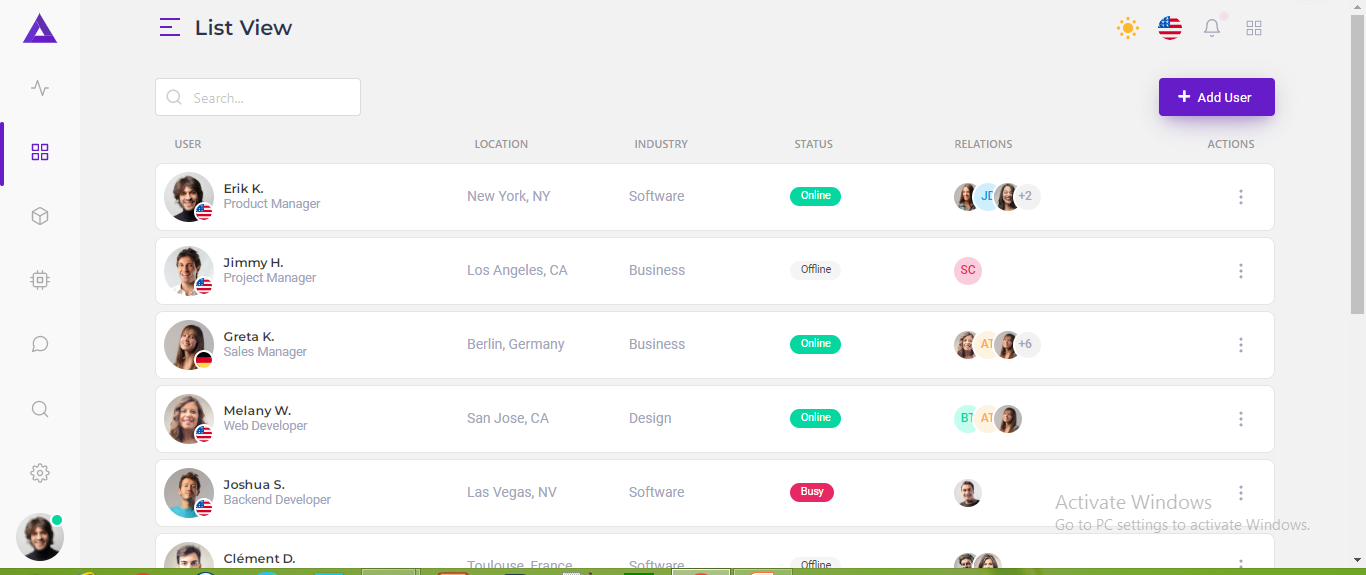 List View
Search...
+ Add User
USER LOCATION INDUSTRY STATUS RELATIONS ACTIONS
Erik K.
Product Manager
New York, NY
Software
Online
JD
+2
Jimmy H.
Project Manager
Los Angeles, CA
Business
Offline
SC
Greta K.
Sales Manager
Berlin, Germany
Business
Online
AT
+6
Melany W.
Web Developer
San Jose, CA
Design
Online
BT
AT
Joshua S.
Backend Developer
Las Vegas, NV
Software
Busy
Activate Windows
Go to PC settings to activate Windows.
Clément D.
Toulouse, France
Software
Offline